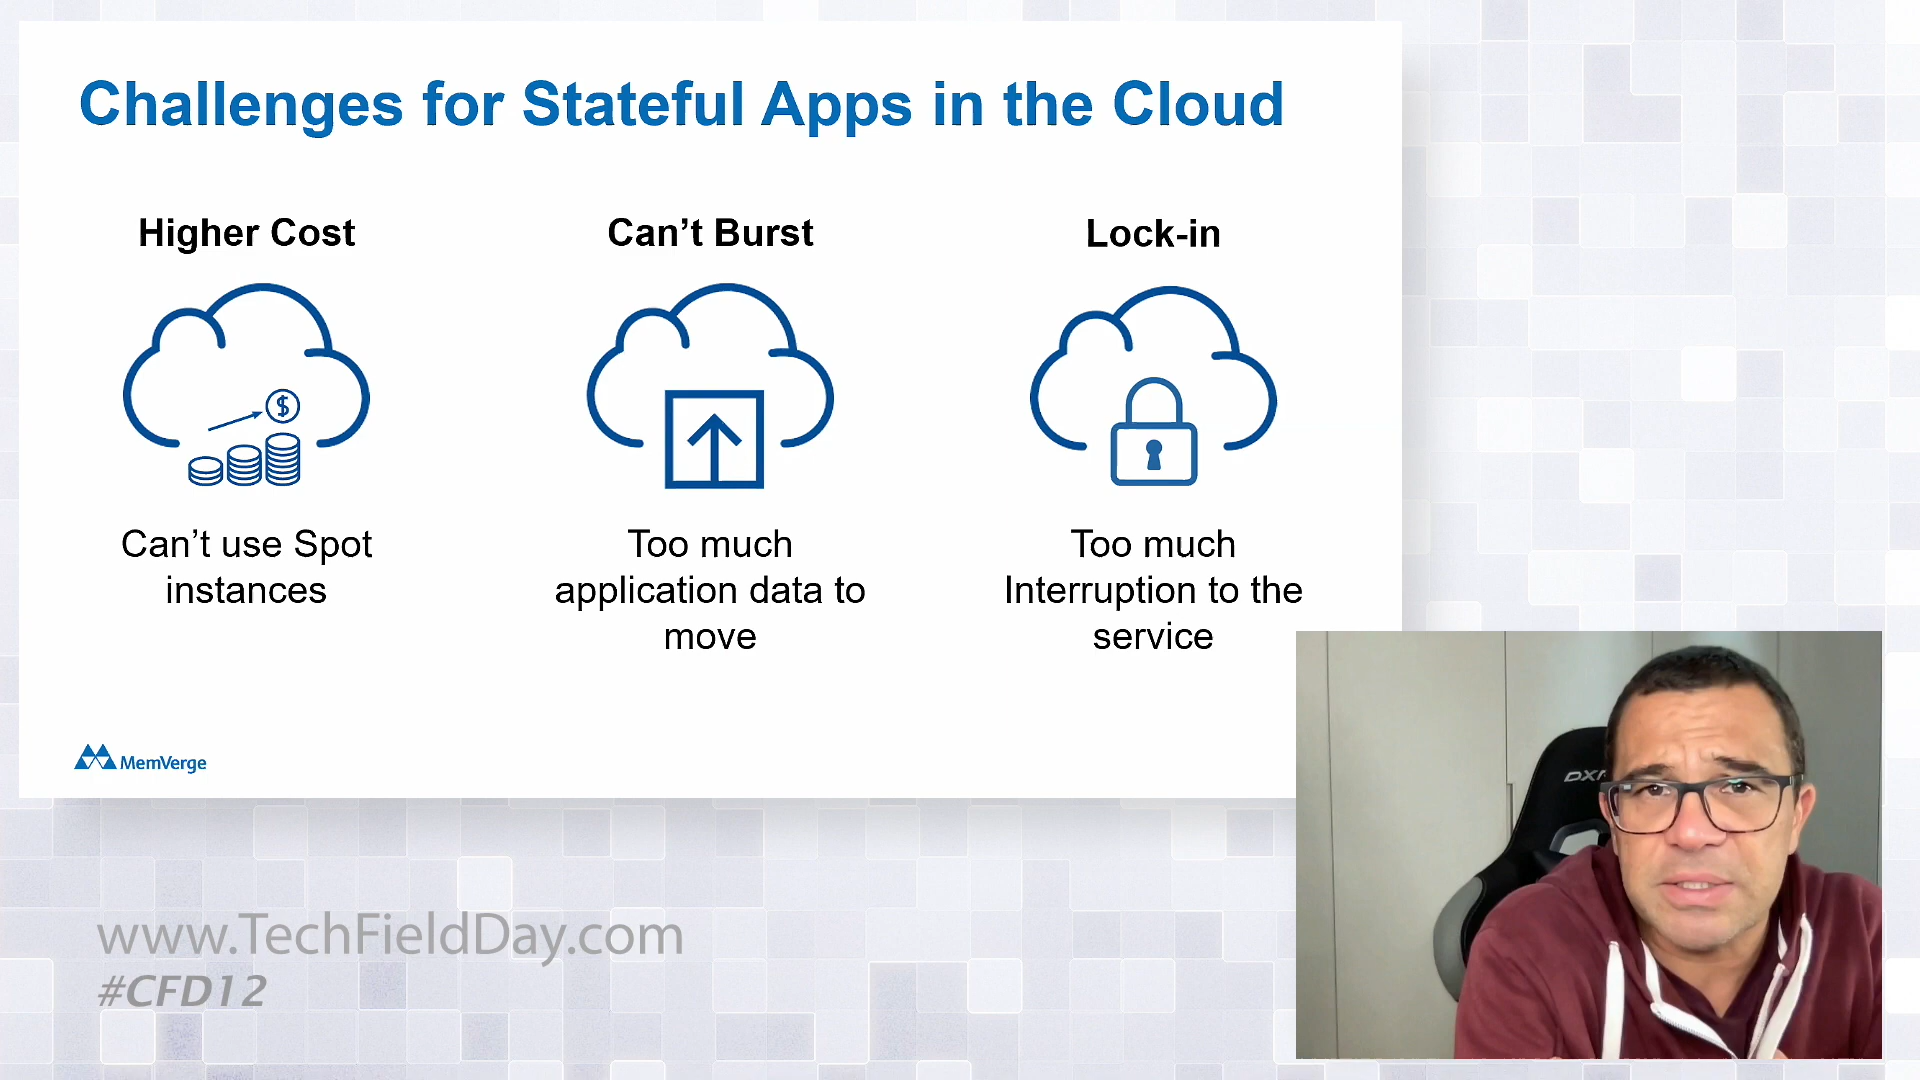 Challenges for Stateful Apps in the Cloud
Higher Cost
Can’t Burst
Lock-in
$
Can’t use Spot
instances
Too much
application data to
move
Too much
Interruption to the
service
MemVerge
DXR
www.TechFieldDay.com
#CFD12